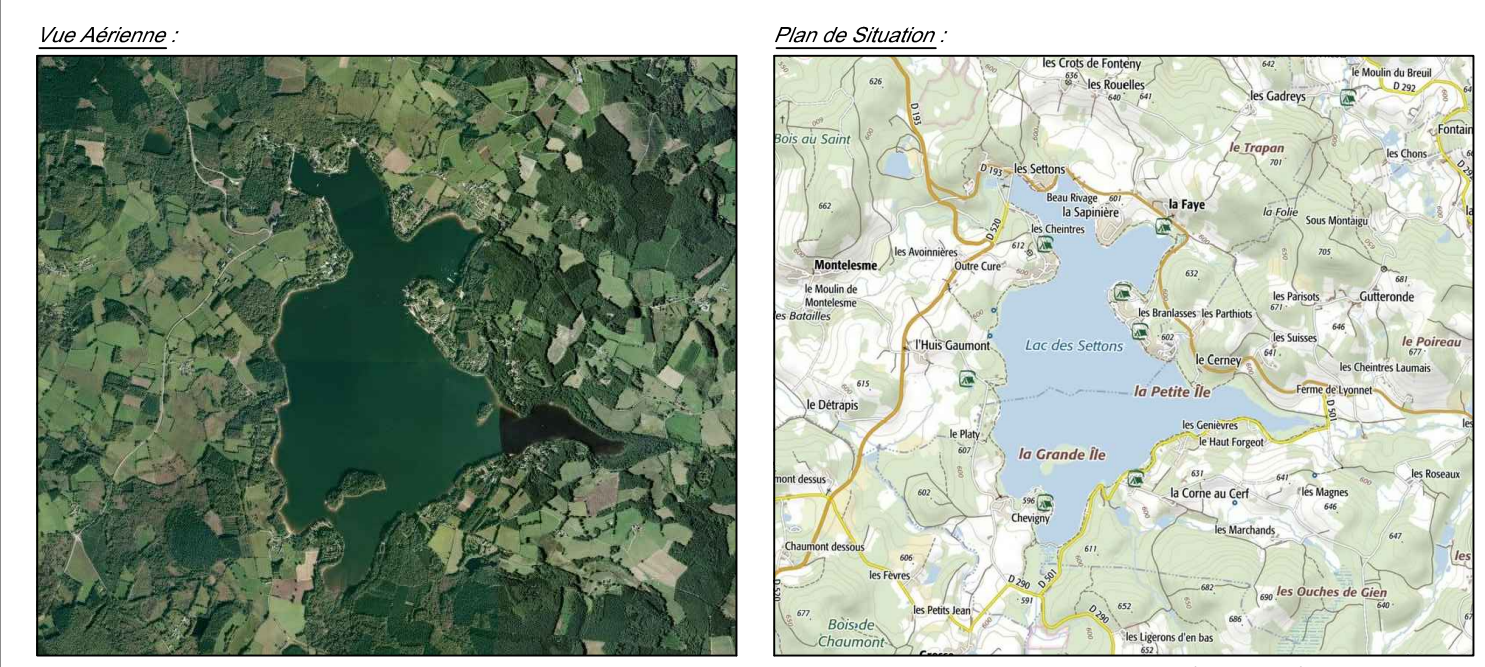 Vue Aérienne :
Plan de Situation :
les Crots de Fonteny
636
les Rouelles
640
641
626
642
le Moulin du Breuil
D 292
les Gadreys
D 193
600
Fontain
Bois au Saint
le Trapan
701
les Chons
D 193
les Settons
Beau Rivage
601
la Faye
662
la Sapinière
la Folie
Sous Montaigu
D 520
les Cheintres
612
705
les Avoinnières
Outre Cure
Montelesme
632
681
le Moulin de
Montelesme
les Parisots
671
Gutteronde
les Batailles
les Branlasses
les Parthiots
646
l'Huis Gaumont
Lac des Settons
602
les Suisses
le Poireau
677
641
le Cerney
les Cheintres Laumais
615
la Petite Île
Ferme de Lyonnet
le Détrapis
D 501
les Genièvres
le Platy
607
le Haut Forgeot
la Grande Île
mont dessus
631
641
les Roseaux
602
596
la Corne au Cerf
les Magnes
646
Chevigny
les Marchands
647
Chaumont dessous
611
606
les
les Fèvres
D 290
D 501
D 520
591
682
690
les Ouches de Gien
640
677
les Petits Jean
652
D 290
686
Bois de
Chaumont
les Ligerons d'en bas
652